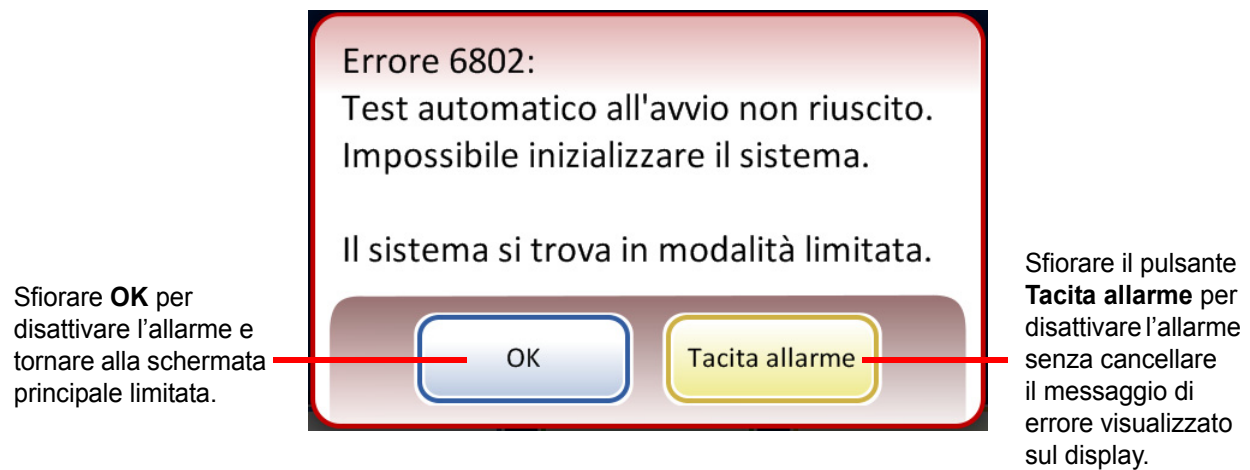 Errore 6802:
Test automatico all'avvio non riuscito.
Impossibile inizializzare il sistema.
Il sistema si trova in modalità limitata.
Sfiorare OK per
disattivare l’allarme e
tornare alla schermata
principale limitata.
OK
Tacita allarme
Sfiorare il pulsante
Tacita allarme per
disattivare l’allarme
senza cancellare
il messaggio di
errore visualizzato
sul display.